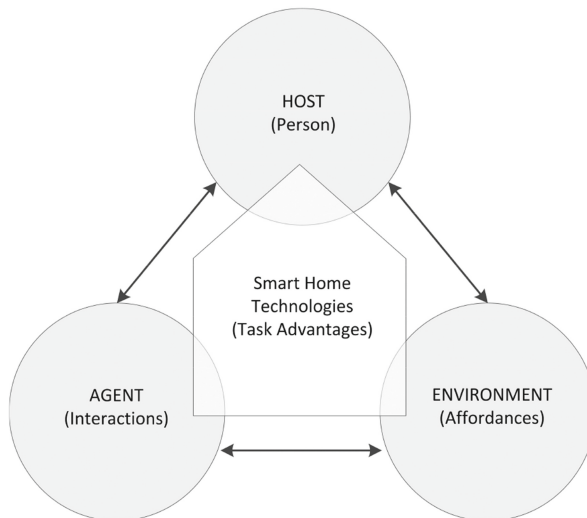 HOST
(Person)
Smart Home
Technologies
(Task Advantages)
AGENT
(Interactions)
ENVIRONMENT
(Affordances)